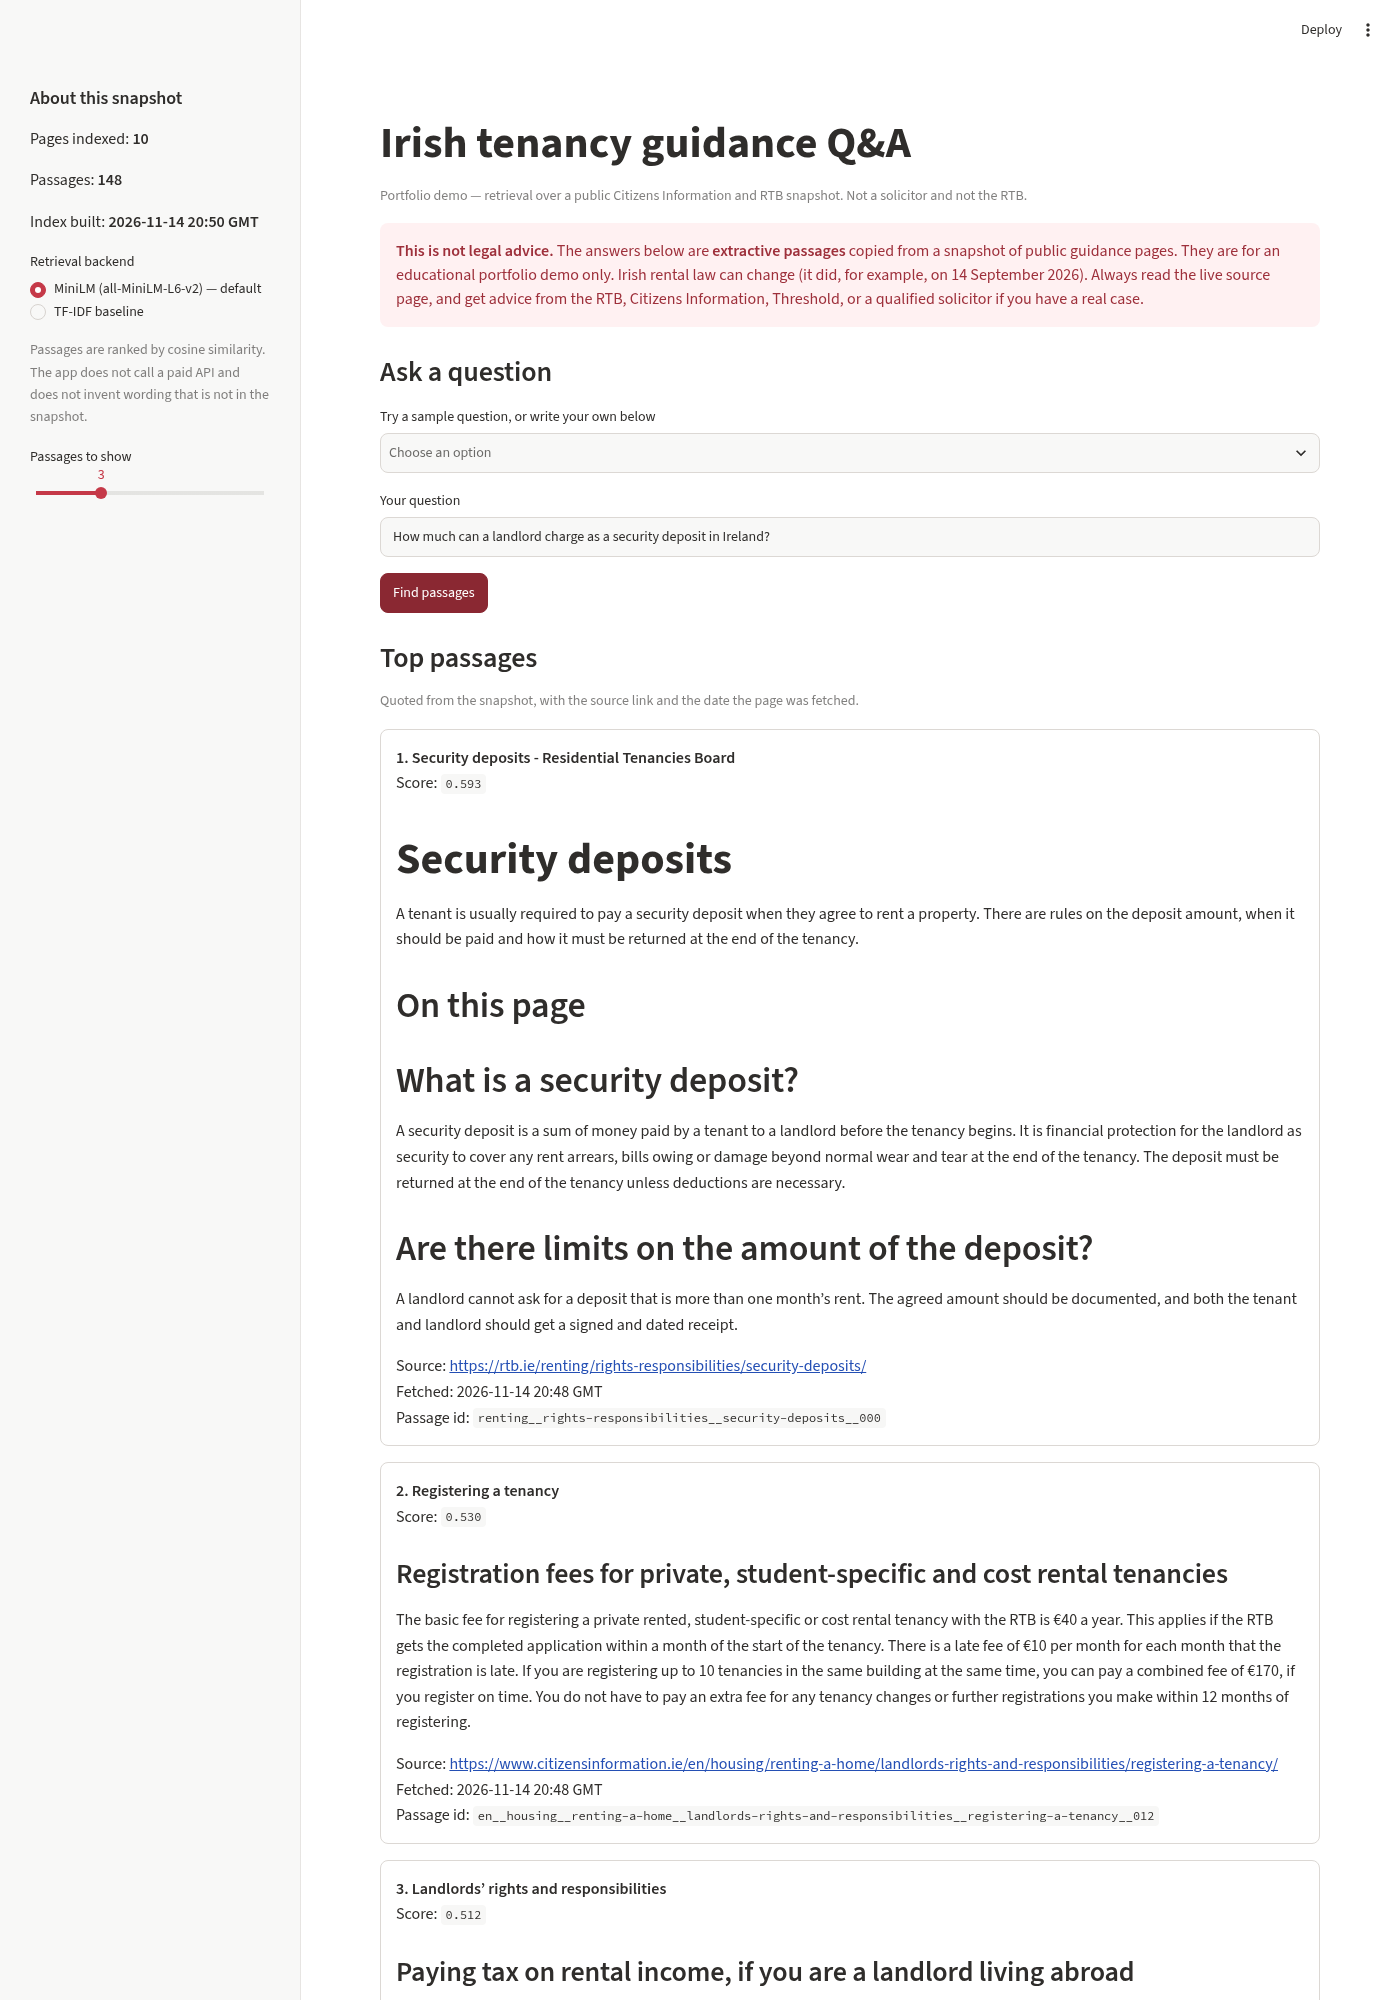 Deploy
About this snapshot
Pages indexed: 10
Passages: 148
Index built: 2026-11-14 20:50 GMT
Retrieval backend
MiniLM (all-MiniLM-L6-v2) — default
TF-IDF baseline
Passages are ranked by cosine similarity.
The app does not call a paid API and
does not invent wording that is not in the
snapshot.
Passages to show
3
Irish tenancy guidance Q&A
Portfolio demo — retrieval over a public Citizens Information and RTB snapshot. Not a solicitor and not the RTB.
This is not legal advice. The answers below are extractive passages copied from a snapshot of public guidance pages. They are for an
educational portfolio demo only. Irish rental law can change (it did, for example, on 14 September 2026). Always read the live source
page, and get advice from the RTB, Citizens Information, Threshold, or a qualified solicitor if you have a real case.
Ask a question
Try a sample question, or write your own below
Choose an option
Your question
How much can a landlord charge as a security deposit in Ireland?
Find passages
Top passages
Quoted from the snapshot, with the source link and the date the page was fetched.
1. Security deposits - Residential Tenancies Board
Score: 0.593
Security deposits
A tenant is usually required to pay a security deposit when they agree to rent a property. There are rules on the deposit amount, when it
should be paid and how it must be returned at the end of the tenancy.
On this page
What is a security deposit?
A security deposit is a sum of money paid by a tenant to a landlord before the tenancy begins. It is financial protection for the landlord as
security to cover any rent arrears, bills owing or damage beyond normal wear and tear at the end of the tenancy. The deposit must be
returned at the end of the tenancy unless deductions are necessary.
Are there limits on the amount of the deposit?
A landlord cannot ask for a deposit that is more than one month’s rent. The agreed amount should be documented, and both the tenant
and landlord should get a signed and dated receipt.
Source: https://rtb.ie/renting/rights-responsibilities/security-deposits/
Fetched: 2026-11-14 20:48 GMT
Passage id: renting__rights-responsibilities__security-deposits__000
2. Registering a tenancy
Score: 0.530
Registration fees for private, student-specific and cost rental tenancies
The basic fee for registering a private rented, student-specific or cost rental tenancy with the RTB is €40 a year. This applies if the RTB
gets the completed application within a month of the start of the tenancy. There is a late fee of €10 per month for each month that the
registration is late. If you are registering up to 10 tenancies in the same building at the same time, you can pay a combined fee of €170, if
you register on time. You do not have to pay an extra fee for any tenancy changes or further registrations you make within 12 months of
registering.
Source: https://www.citizensinformation.ie/en/housing/renting-a-home/landlords-rights-and-responsibilities/registering-a-tenancy/
Fetched: 2026-11-14 20:48 GMT
Passage id: en__housing__renting-a-home__landlords-rights-and-responsibilities__registering-a-tenancy__012
3. Landlords’ rights and responsibilities
Score: 0.512
Paying tax on rental income, if you are a landlord living abroad